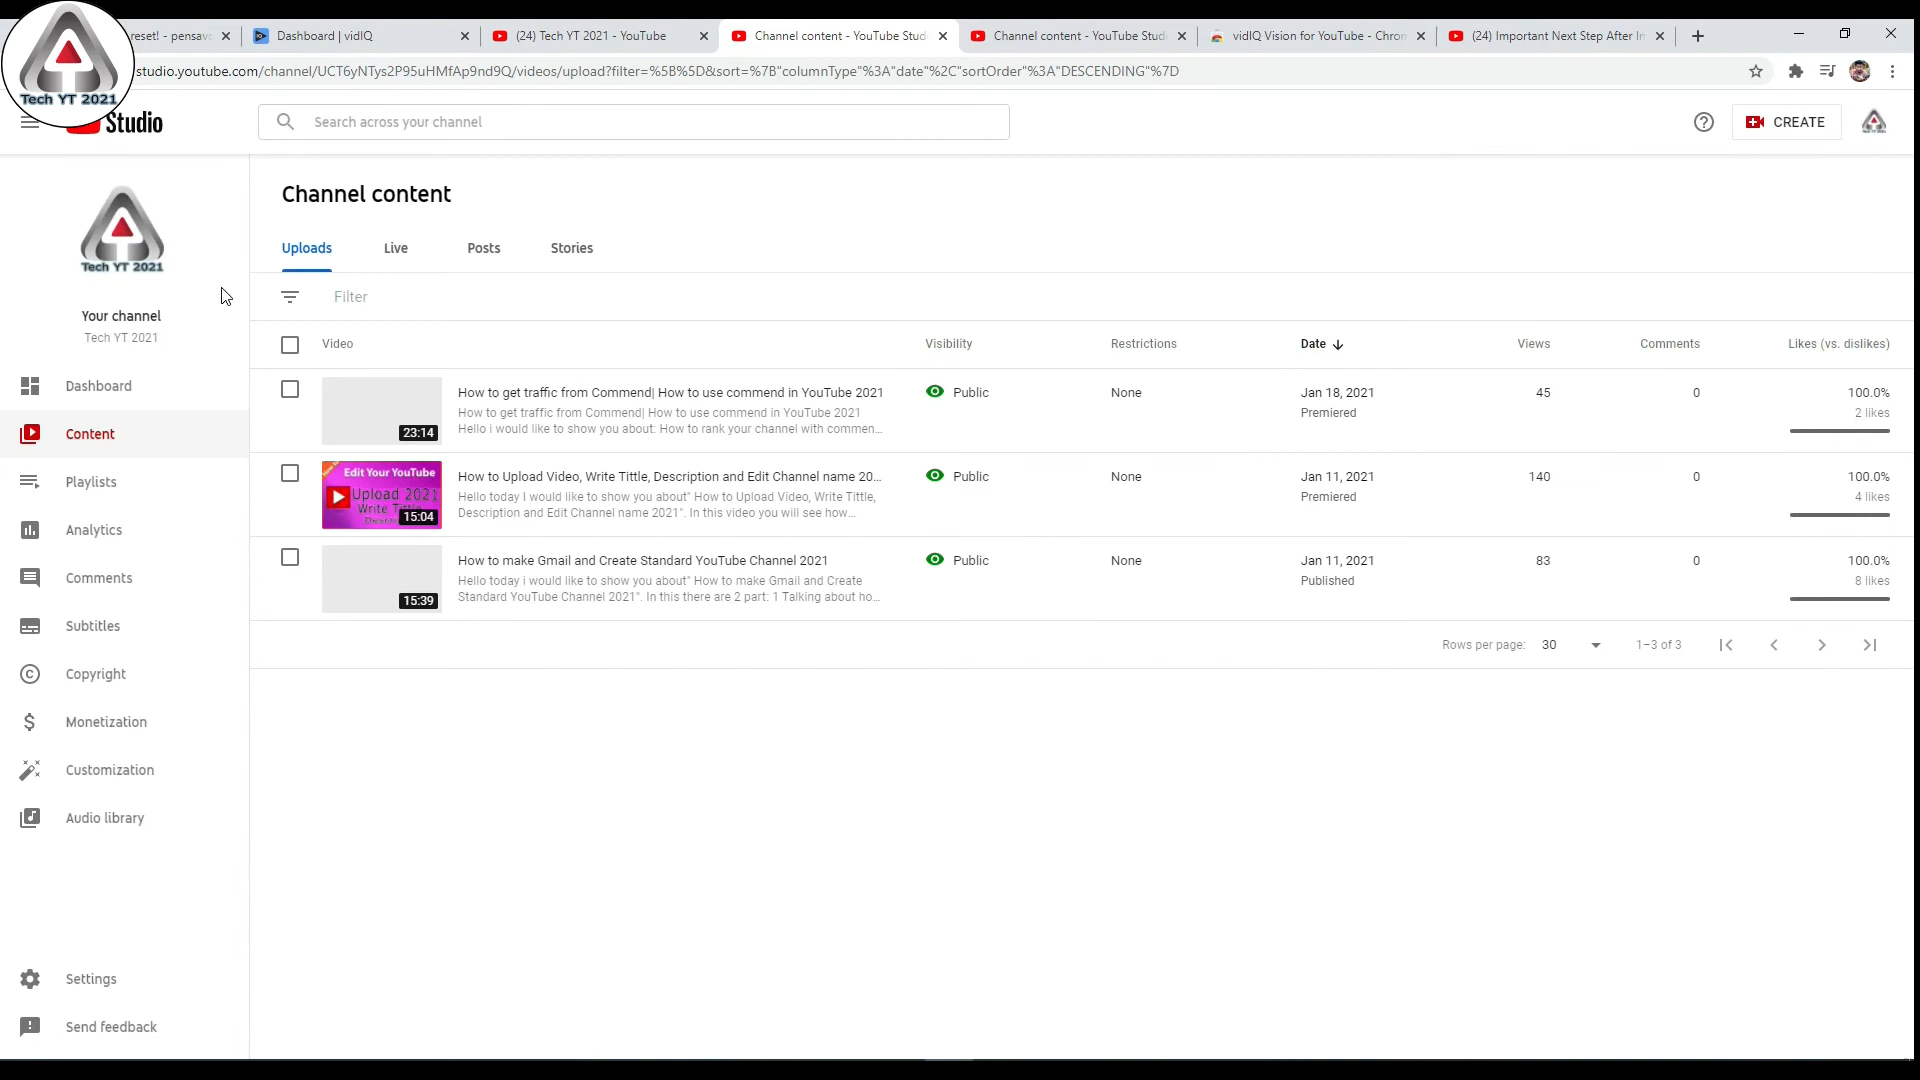 reset! - pensavo
Dashboard | vidIQ
(24) Tech YT 2021 - YouTube
Channel content - YouTube Studi
Channel content - YouTube Studi
vidIQ Vision for YouTube - Chrom
(24) Important Next Step After In
studio.youtube.com/channel/UCT6yNTys2P95uHMfAp9nd9Q/videos/upload?filter=%5B%5D&sort=%7B"columnType"%3A"date"%2C"sortOrder"%3A"DESCENDING"%7D
Tech YT 2021
Studio
Search across your channel
CREATE
Tech YT 2021
Your channel
Tech YT 2021
Dashboard
Content
Playlists
Analytics
Comments
Subtitles
Copyright
Monetization
Customization
Audio library
Settings
Send feedback
Channel content
Uploads Live Posts Stories
Filter
Video Visibility Restrictions Date Views Comments Likes (vs. dislikes)
How to get traffic from Commend| How to use commend in YouTube 2021 Public None Jan 18, 2021 45 0 100.0%
How to get traffic from Commend| How to use commend in YouTube 2021 Premiered 2 likes
Hello i would like to show you about: How to rank your channel with commen...
23:14
How to Upload Video, Write Tittle, Description and Edit Channel name 20... Public None Jan 11, 2021 140 0 100.0%
Hello today I would like to show you about" How to Upload Video, Write Tittle, Premiered 4 likes
Description and Edit Channel name 2021". In this video you will see how...
Edit Your YouTube
Upload 2021
Write
15:04
How to make Gmail and Create Standard YouTube Channel 2021 Public None Jan 11, 2021 83 0 100.0%
Hello today i would like to show you about" How to make Gmail and Create Published 8 likes
Standard YouTube Channel 2021". In this there are 2 part: 1 Talking about ho...
15:39
Rows per page: 30 1–3 of 3